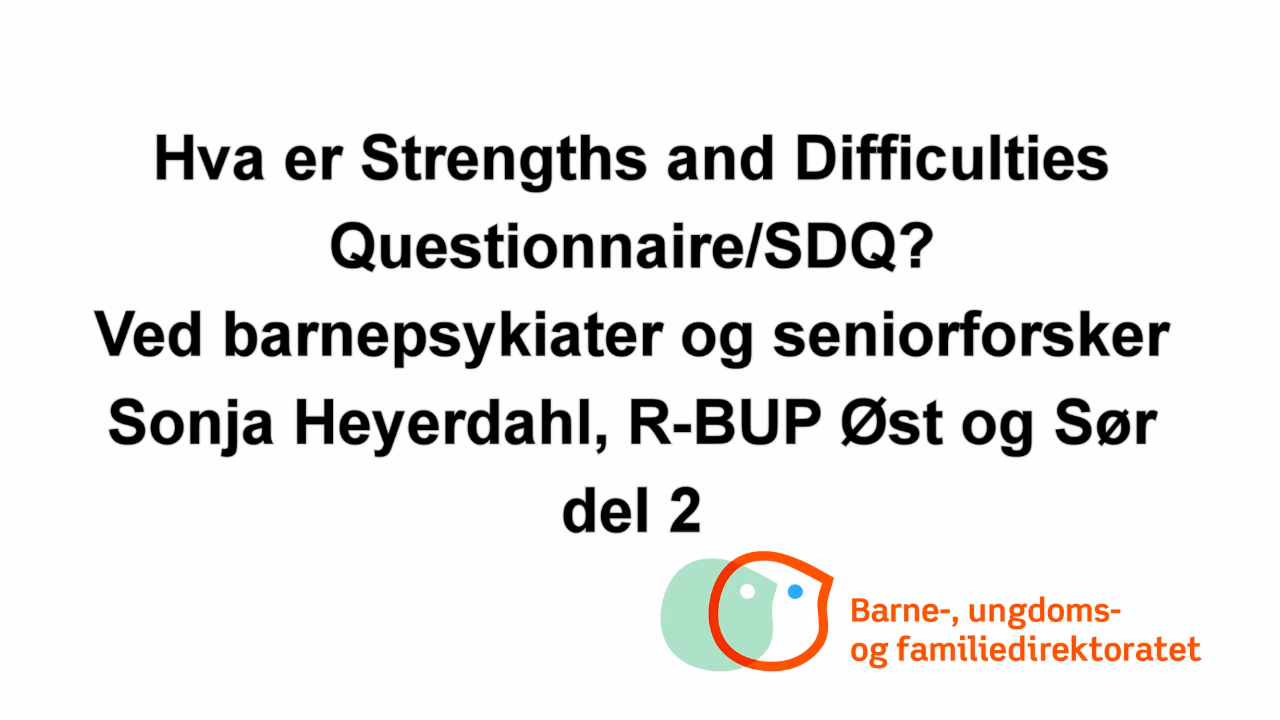 Hva er Strengths and Difficulties
Questionnaire/SDQ?
Ved barnepsykiater og seniorforsker
Sonja Heyerdahl, R-BUP Øst og Sør
del 2
Barne-, ungdoms-
og familiedirektoratet